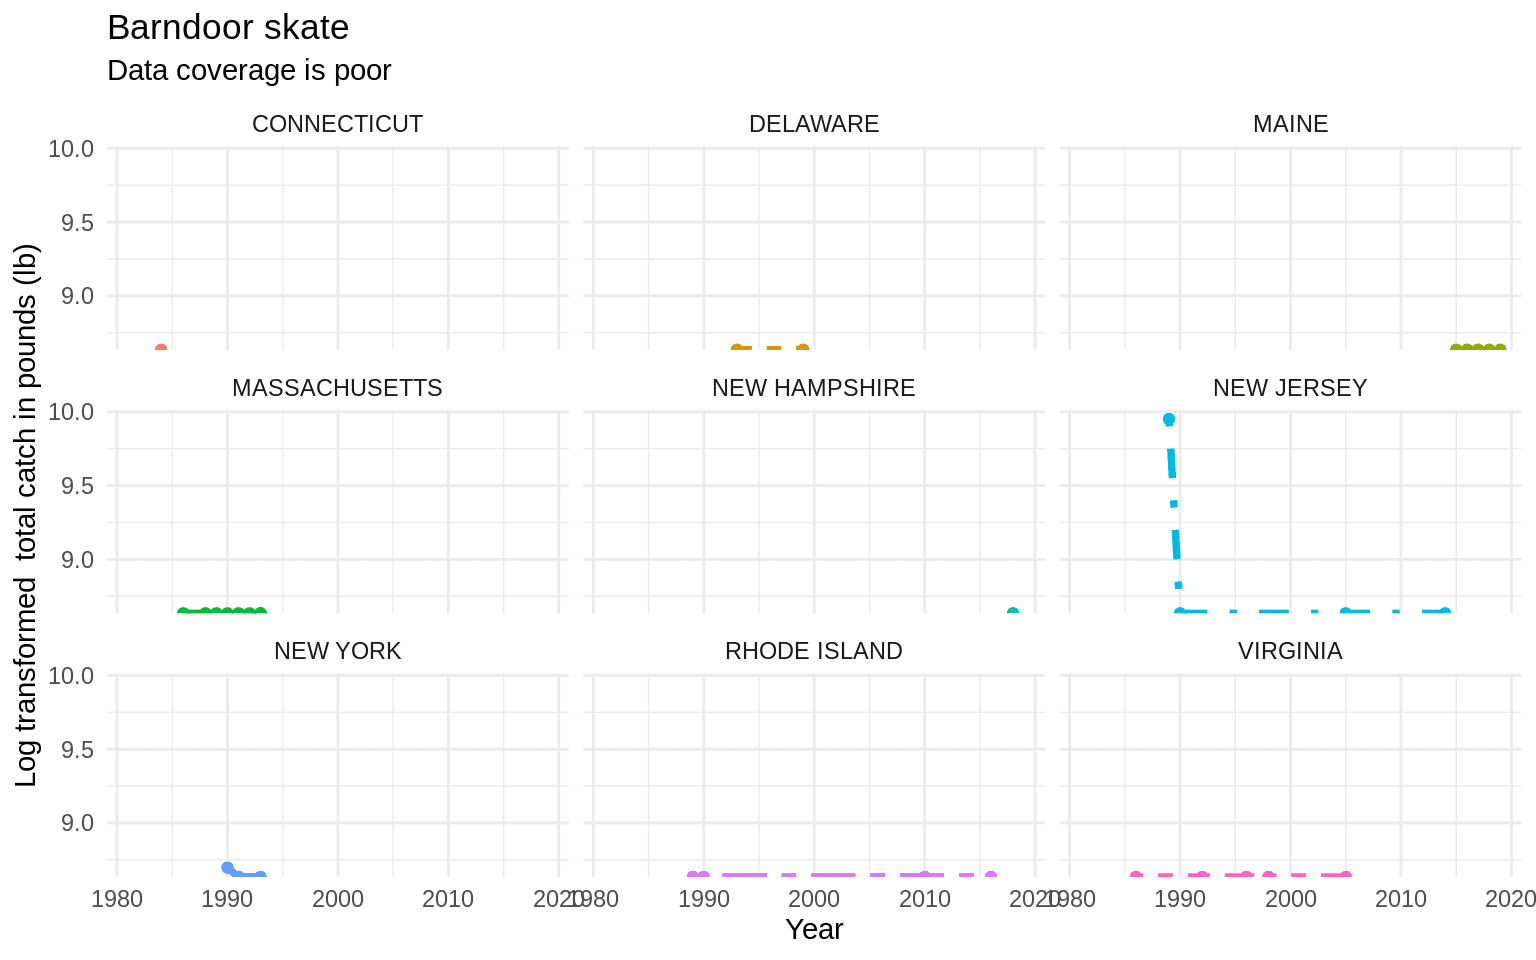 Barndoor skate
Data coverage is poor
CONNECTICUT
DELAWARE
MAINE
10.0
9.5
9.0
MASSACHUSETTS
NEW HAMPSHIRE
NEW JERSEY
10.0
9.5
9.0
NEW YORK
RHODE ISLAND
VIRGINIA
10.0
9.5
9.0
Log transformed  total catch in pounds (lb)
1980 1990 2000 2010 2020
1980 1990 2000 2010 2020
1980 1990 2000 2010 2020
Year